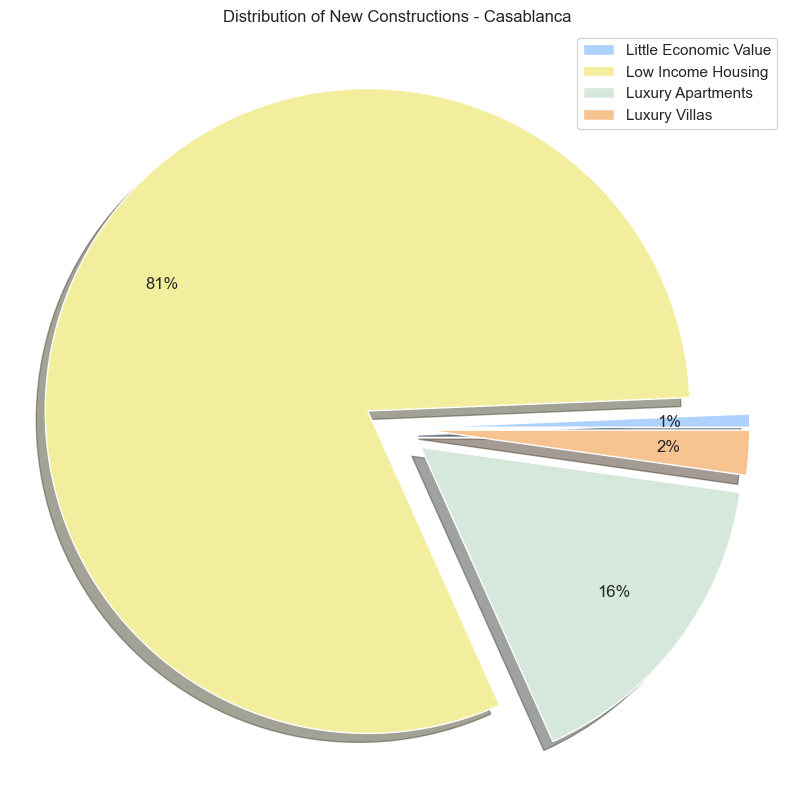 Distribution of New Constructions - Casablanca
Little Economic Value
Low Income Housing
Luxury Apartments
Luxury Villas
81%
1%
2%
16%